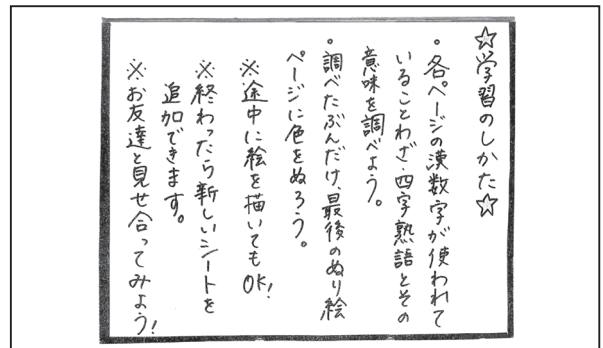 ☆学習のしかた☆
・各ページの漢数字が使われて
いることわざ・四字熟語とその
意味を調べよう。
・調べたぶんだけ、最後のぬり絵
ページに色をぬろう。
※途中に絵を描いてもOK!
※終わったら新しいシートを
追加できます。
※お友達と見せ合ってみよう!